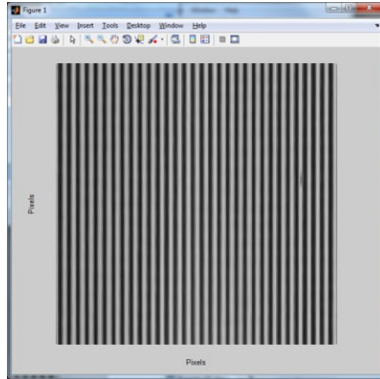 Figure 1
File Edit View Insert Tools Desktop Window Help
Pixels
Pixels